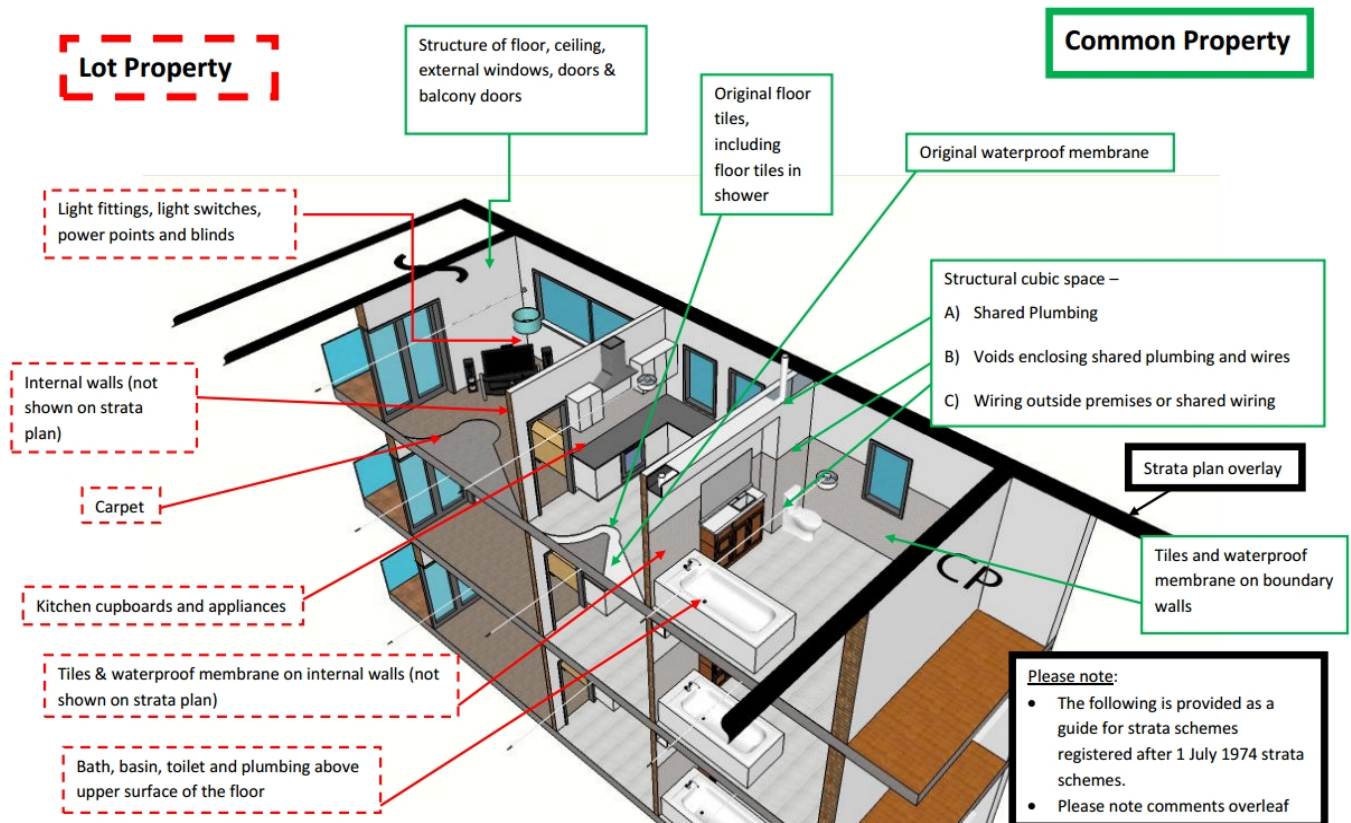 Lot Property
Structure of floor, ceiling,
external windows, doors &
balcony doors
Common Property
Original floor
tiles,
including
floor tiles in
shower
Original waterproof membrane
Light fittings, light switches,
power points and blinds
Structural cubic space –
A) Shared Plumbing
B) Voids enclosing shared plumbing and wires
C) Wiring outside premises or shared wiring
Internal walls (not
shown on strata
plan)
Strata plan overlay
Carpet
Tiles and waterproof
membrane on boundary
walls
CP
Kitchen cupboards and appliances
Tiles & waterproof membrane on internal walls (not
shown on strata plan)
Please note:
• The following is provided as a
guide for strata schemes
registered after 1 July 1974 strata
schemes.
• Please note comments overleaf
Bath, basin, toilet and plumbing above
upper surface of the floor